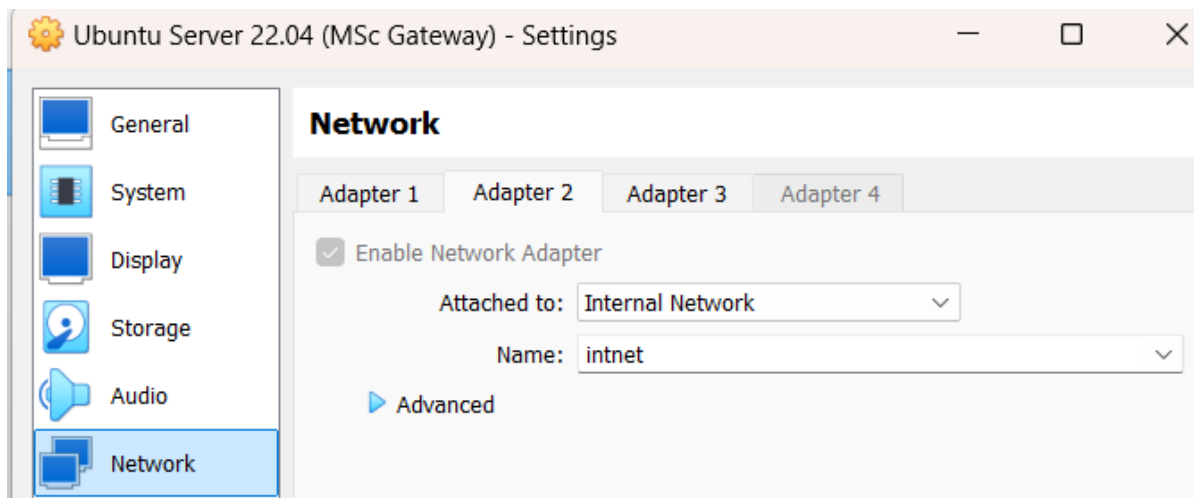 Ubuntu Server 22.04 (MSc Gateway) - Settings
General
System
Display
Storage
Audio
Network
Network
Adapter 1 Adapter 2 Adapter 3 Adapter 4
Enable Network Adapter
Attached to: Internal Network
Name: intnet
Advanced